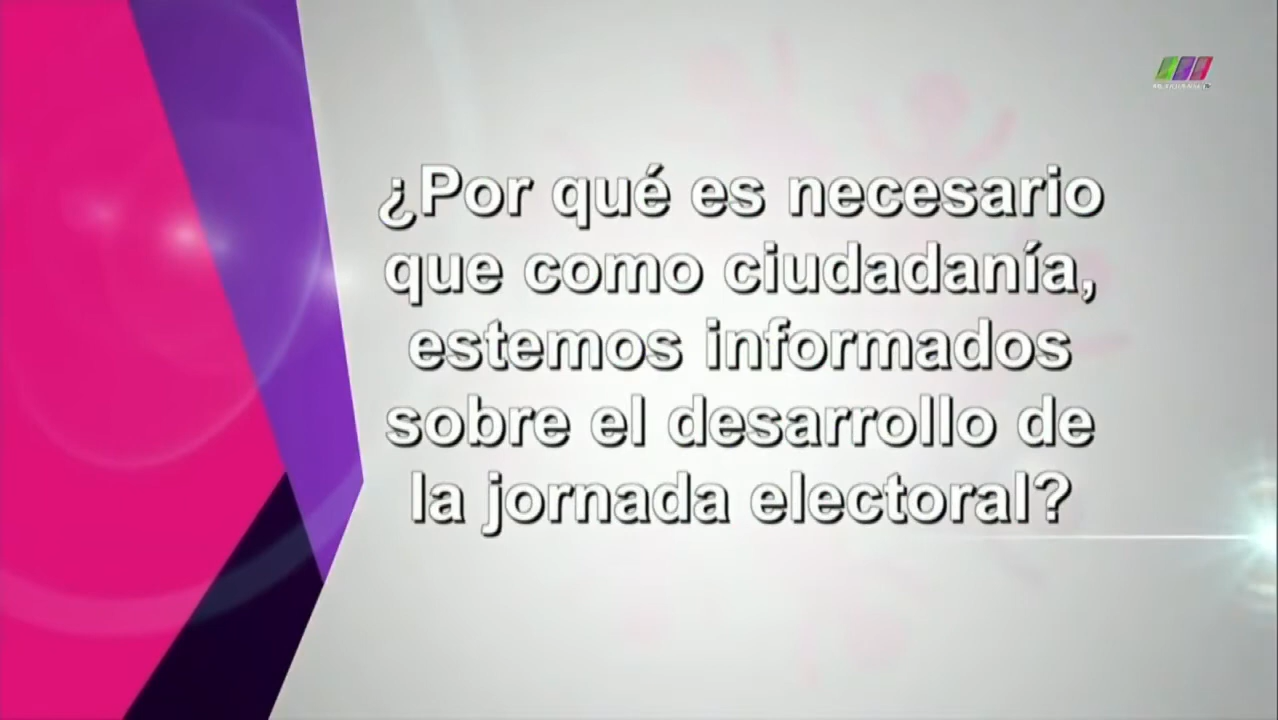 ¿Por qué es necesario
que como ciudadanía,
estemos informados
sobre el desarrollo de
la jornada electoral?